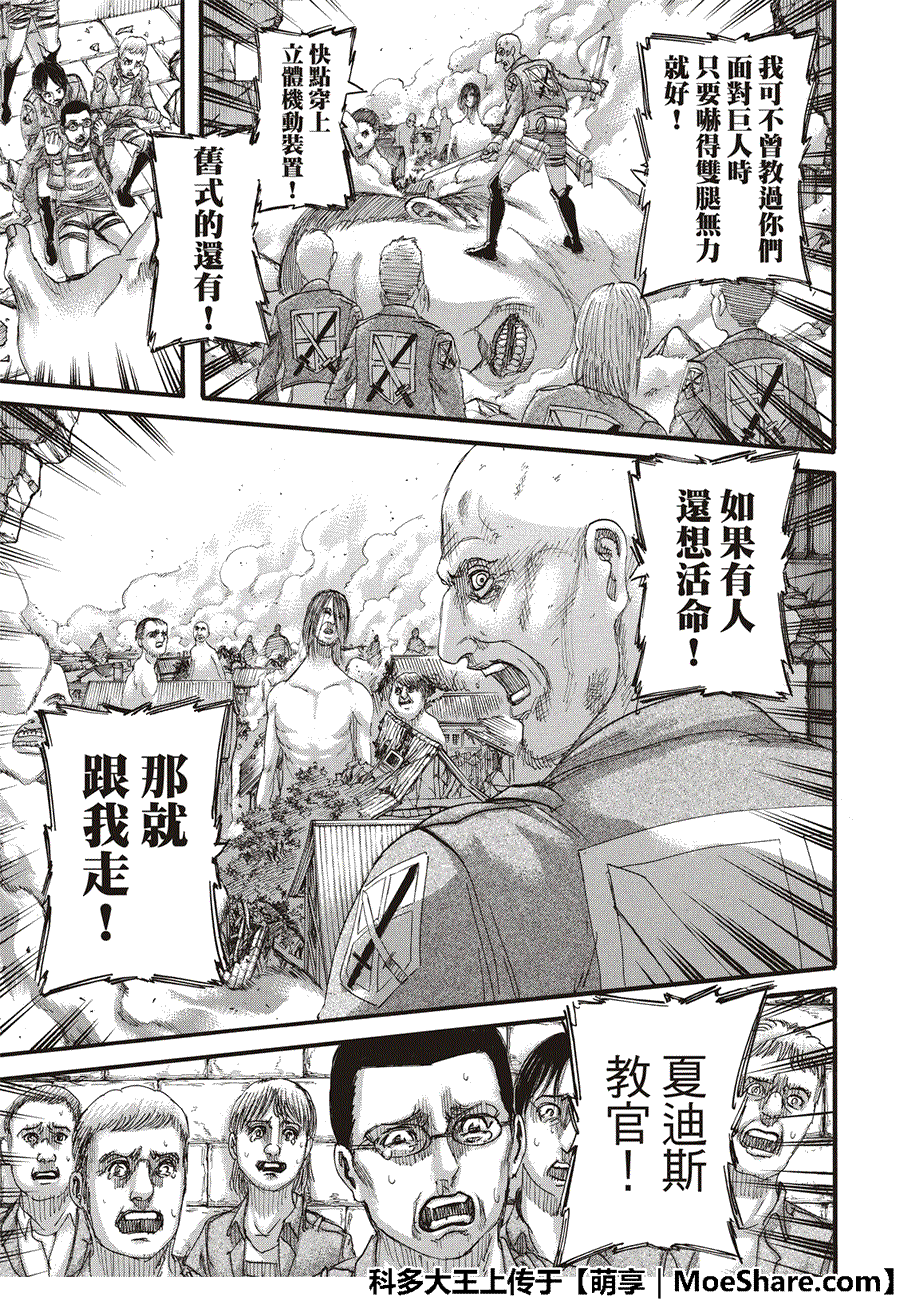 我可不曾教過你們
面對巨人時
只要嚇得雙腿無力
就好！
快點穿上
立體機動裝置！
舊式的還有！
如果有人
還想活命！
那就
跟我走！
夏迪斯
教官！
科多大王上传于【萌享｜MoeShare.com】